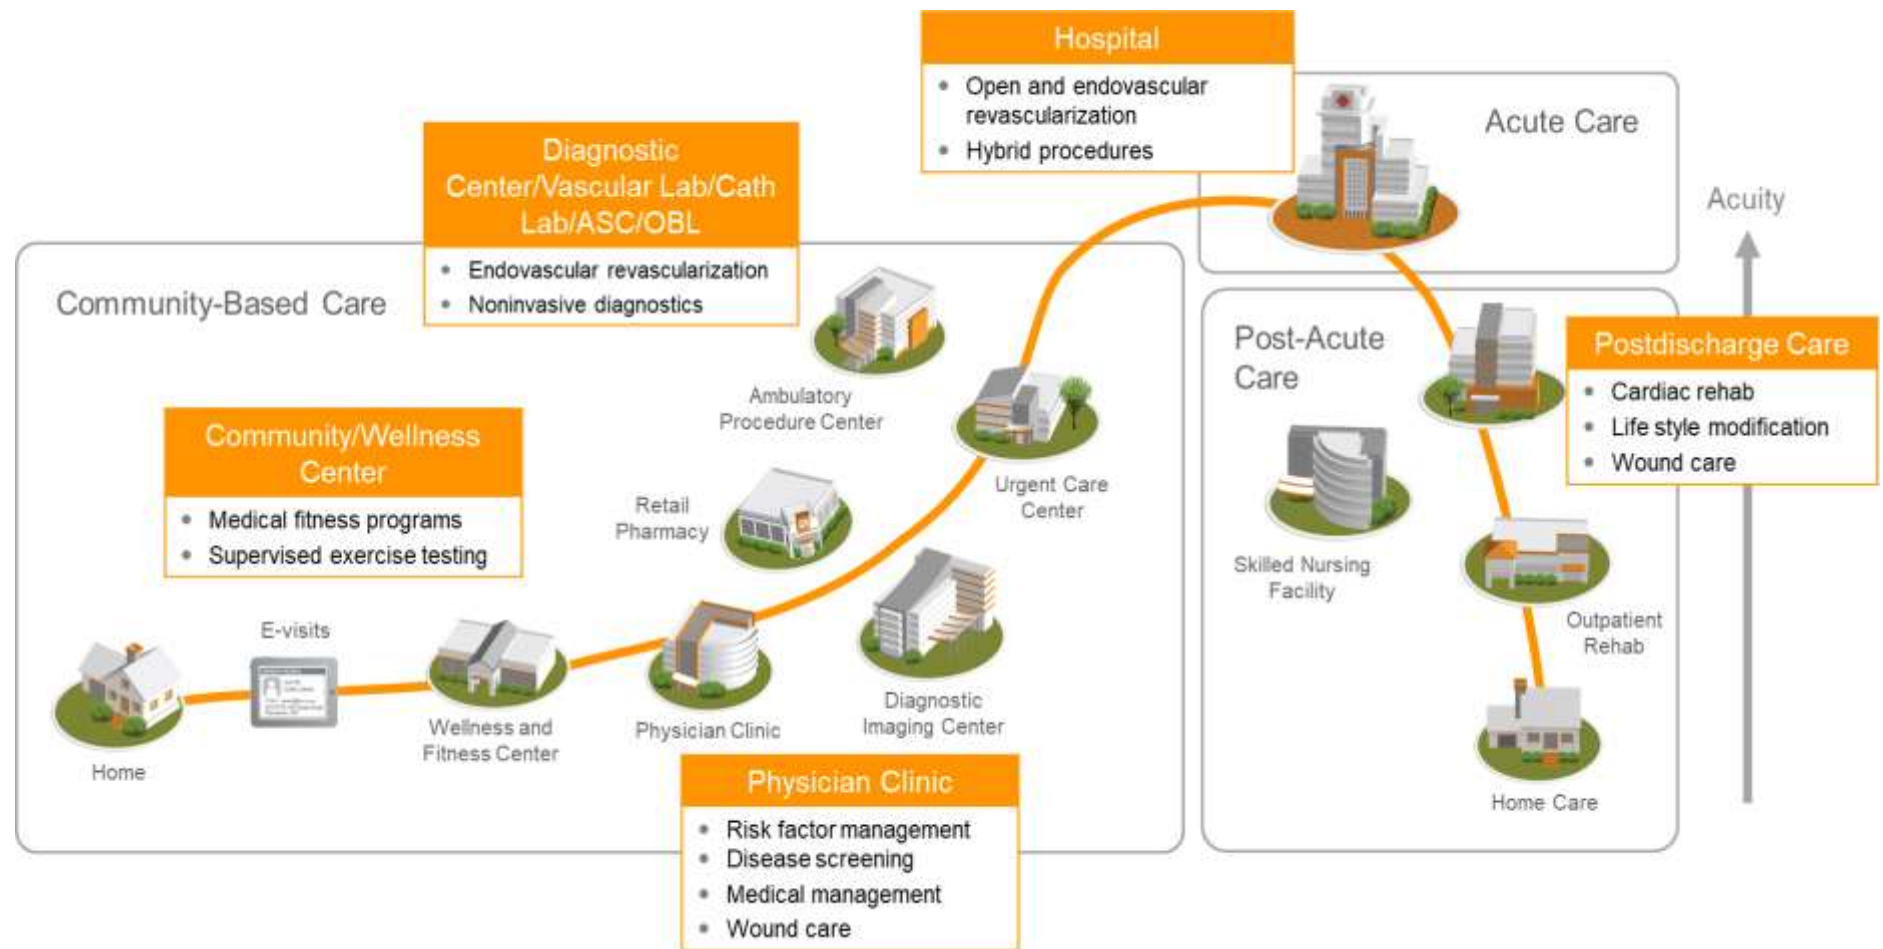 Hospital
• Open and endovascular
revascularization
• Hybrid procedures
Acute Care
Acuity
Diagnostic
Center/Vascular Lab/Cath
Lab/ASC/OBL
• Endovascular revascularization
• Noninvasive diagnostics
Community-Based Care
Ambulatory
Procedure Center
Community/Wellness
Center
• Medical fitness programs
• Supervised exercise testing
Retail
Pharmacy
Urgent Care
Center
E-visits
Home
Wellness and
Fitness Center
Physician Clinic
Diagnostic
Imaging Center
Physician Clinic
• Risk factor management
• Disease screening
• Medical management
• Wound care
Post-Acute
Care
Postdischarge Care
• Cardiac rehab
• Life style modification
• Wound care
Skilled Nursing
Facility
Outpatient
Rehab
Home Care